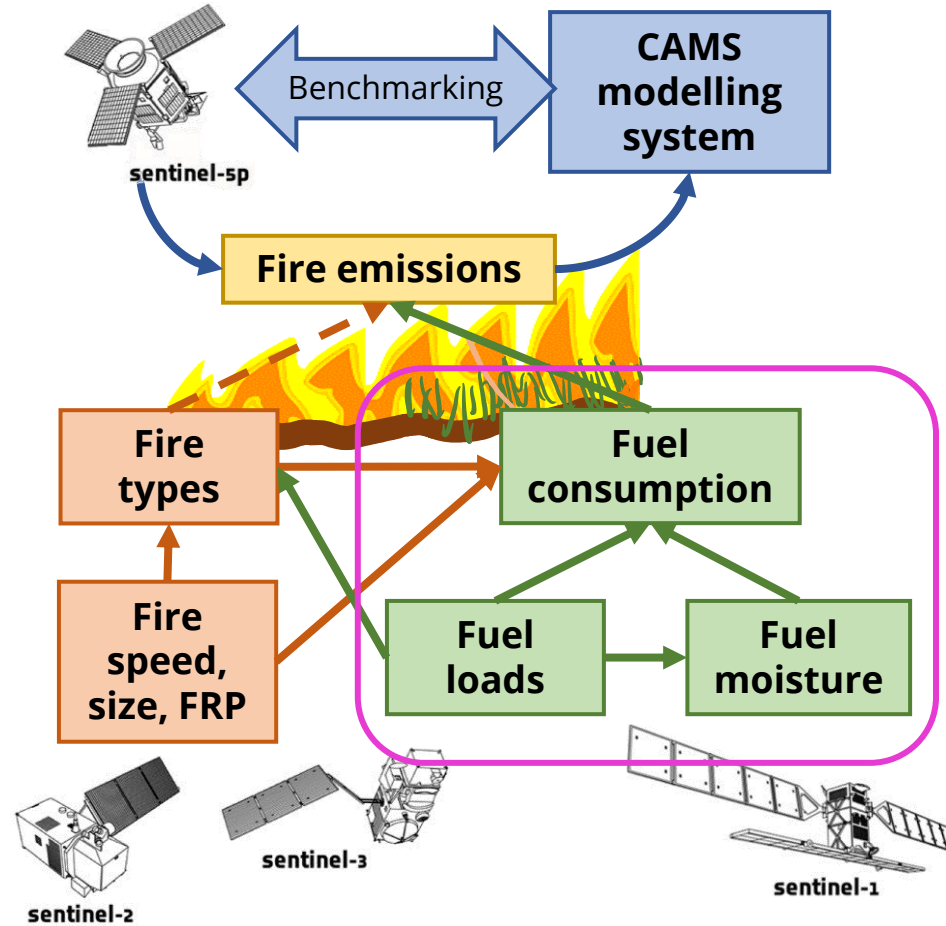 CAMS
modelling
system
Benchmarking
sentinel-5p
Fire emissions
Fire
types
Fuel
consumption
Fire
speed,
size, FRP
Fuel
loads
Fuel
moisture
sentinel-2
sentinel-3
sentinel-1